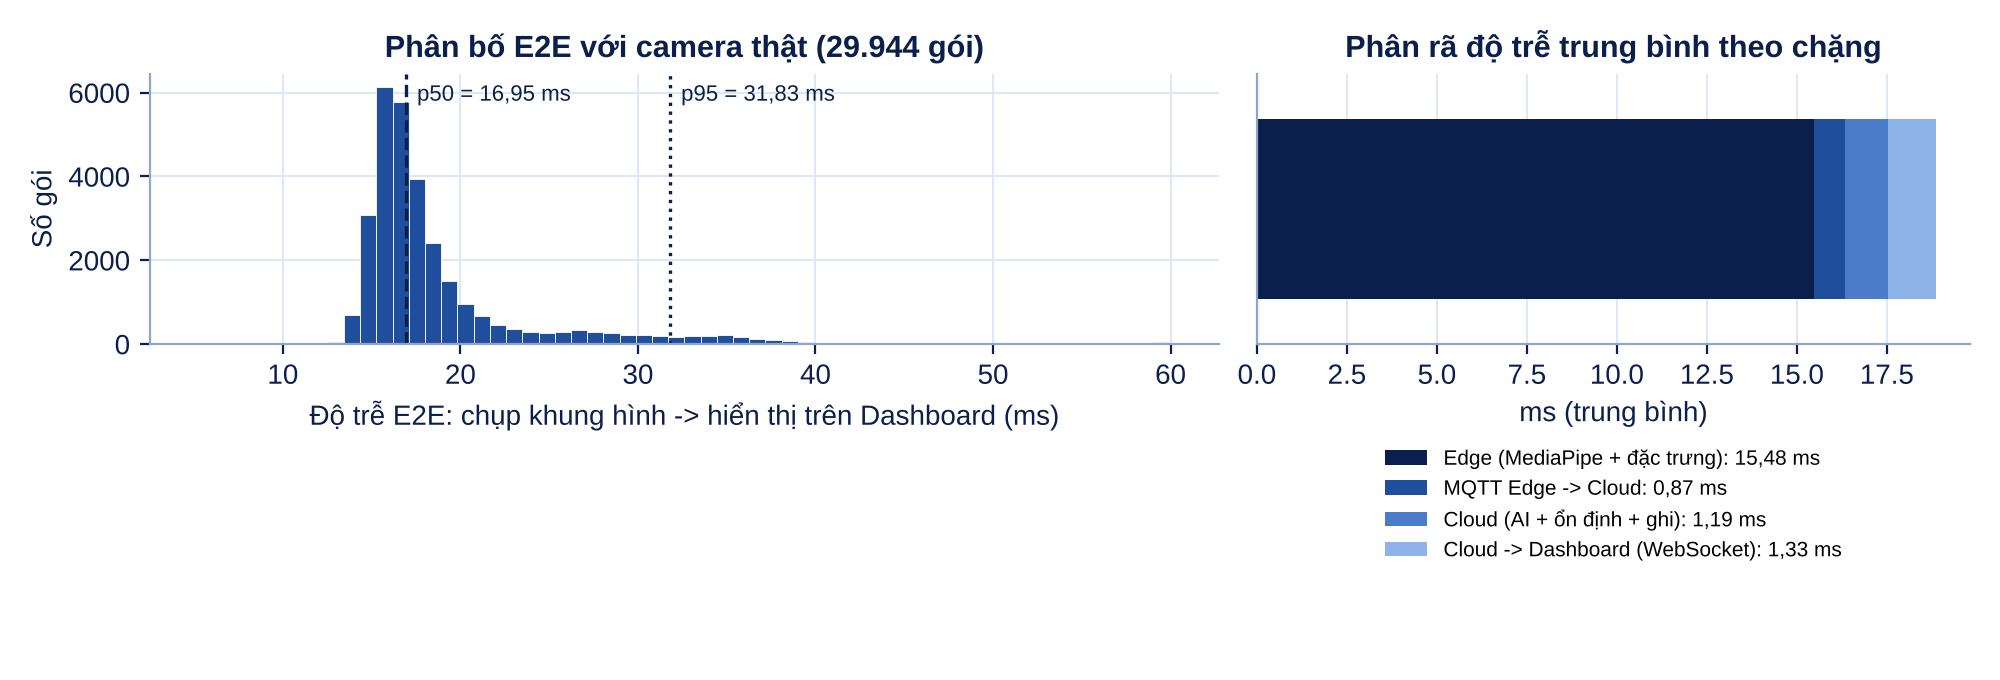 Phân bố E2E với camera thật (29.944 gói)
p50 = 16,95 ms
p95 = 31,83 ms
6000
4000
2000
0
Số gói
10 20 30 40 50 60
Độ trễ E2E: chụp khung hình -> hiển thị trên Dashboard (ms)
Phân rã độ trễ trung bình theo chặng
0.0 2.5 5.0 7.5 10.0 12.5 15.0 17.5
ms (trung bình)
Edge (MediaPipe + đặc trưng): 15,48 ms
MQTT Edge -> Cloud: 0,87 ms
Cloud (AI + ổn định + ghi): 1,19 ms
Cloud -> Dashboard (WebSocket): 1,33 ms